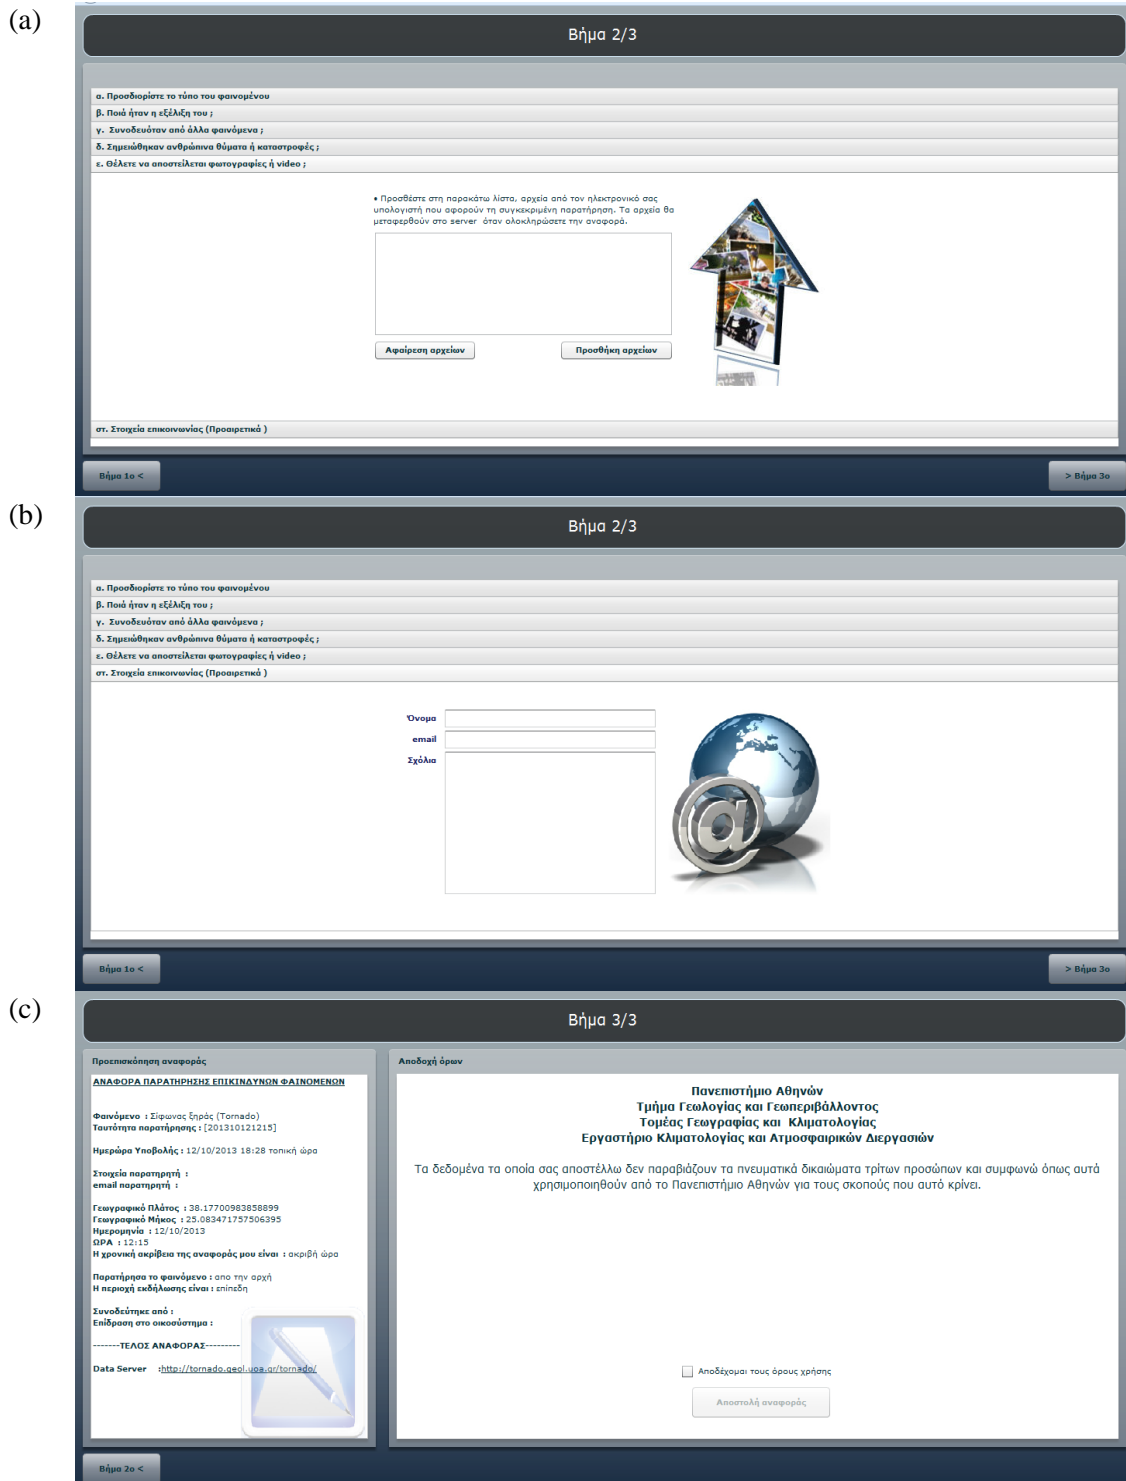 (a)
Βήμα 2/3
α. Προσδιορίστε το τύπο του φαινομένου
β. Ποιά ήταν η εξέλιξη του ;
γ. Συνοδευόταν από άλλα φαινόμενα ;
δ. Σημειώθηκαν ανθρώπινα θύματα ή καταστροφές ;
ε. Θέλετε να αποστείλεται φωτογραφίες ή video ;
• Προσθέστε στη παρακάτω λίστα, αρχεία από τον ηλεκτρονικό σας
υπολογιστή που αφορούν τη συγκεκριμένη παρατήρηση. Τα αρχεία θα
μεταφερθούν στο server όταν ολοκληρώσετε την αναφορά.
Αφαίρεση αρχείων
Προσθήκη αρχείων
στ. Στοιχεία επικοινωνίας (Προαιρετικά )
Βήμα 1ο <
> Βήμα 3ο
(b)
Βήμα 2/3
α. Προσδιορίστε το τύπο του φαινομένου
β. Ποιά ήταν η εξέλιξη του ;
γ. Συνοδευόταν από άλλα φαινόμενα ;
δ. Σημειώθηκαν ανθρώπινα θύματα ή καταστροφές ;
ε. Θέλετε να αποστείλεται φωτογραφίες ή video ;
στ. Στοιχεία επικοινωνίας (Προαιρετικά )
Όνομα
email
Σχόλια
Βήμα 1ο <
> Βήμα 3ο
(c)
Βήμα 3/3
Προεπισκόπηση αναφοράς
ΑΝΑΦΟΡΑ ΠΑΡΑΤΗΡΗΣΗΣ ΕΠΙΚΙΝΔΥΝΩΝ ΦΑΙΝΟΜΕΝΩΝ
Φαινόμενο : Σίφωνας ξηράς (Tornado)
Ταυτότητα παρατήρησης : [201310121215]
Ημερώρα Υποβολής : 12/10/2013 18:28 τοπική ώρα
Στοιχεία παρατηρητή :
email παρατηρητή :
Γεωγραφικό Πλάτος : 38.17700983858899
Γεωγραφικό Μήκος : 25.083471757506395
Ημερομηνία : 12/10/2013
ΩΡΑ : 12:15
Η χρονική ακρίβεια της αναφοράς μου είναι : ακριβή ώρα
Παρατήρησα το φαινόμενο : απο την αρχή
Η περιοχή εκδήλωσης είναι : επίπεδη
Συνοδεύτηκε από :
Επίδραση στο οικοσύστημα :
-------ΤΕΛΟΣ ΑΝΑΦΟΡΑΣ---------
Data Server :http://tornado.geol.uoa.gr/tornado/
Αποδοχή όρων
Πανεπιστήμιο Αθηνών
Τμήμα Γεωλογίας και Γεωπεριβάλλοντος
Τομέας Γεωγραφίας και Κλιματολογίας
Εργαστήριο Κλιματολογίας και Ατμοσφαιρικών Διεργασιών
Τα δεδομένα τα οποία σας αποστέλλω δεν παραβιάζουν τα πνευματικά δικαιώματα τρίτων προσώπων και συμφωνώ όπως αυτά
χρησιμοποιηθούν από το Πανεπιστήμιο Αθηνών για τους σκοπούς που αυτό κρίνει.
Αποδέχομαι τους όρους χρήσης
Αποστολή αναφοράς
Βήμα 2ο <